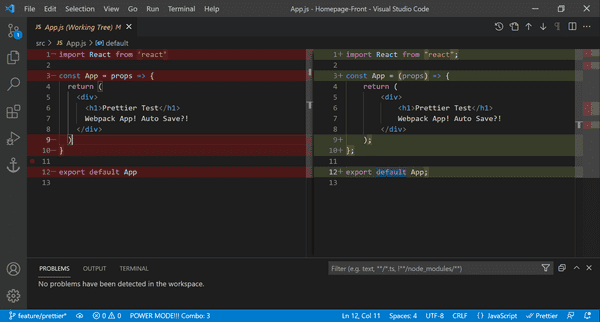 File Edit Selection View Go Run Terminal Help App.js - Homepage-Front - Visual Studio Code
App.js (Working Tree) M
src > App.js > default
1 import React from 'react'
2
3 const App = props => {
4 return (
5 <div>
6 <h1>Prettier Test</h1>
7 Webpack App! Auto Save?!
8 </div>
9 )
10 }
11
12 export default App
13
1 import React from "react";
2
3 const App = (props) => {
4 return (
5 <div>
6 <h1>Prettier Test</h1>
7 Webpack App! Auto Save?!
8 </div>
9 );
10 };
11
12 export default App;
13
PROBLEMS OUTPUT TERMINAL
Filter (e.g. text, **/*.ts, !**/node_modules/**)
No problems have been detected in the workspace.
feature/prettier* 0 0 POWER MODE!!! Combo: 3 Ln 12, Col 11 Spaces: 4 UTF-8 CRLF {} JavaScript Prettier